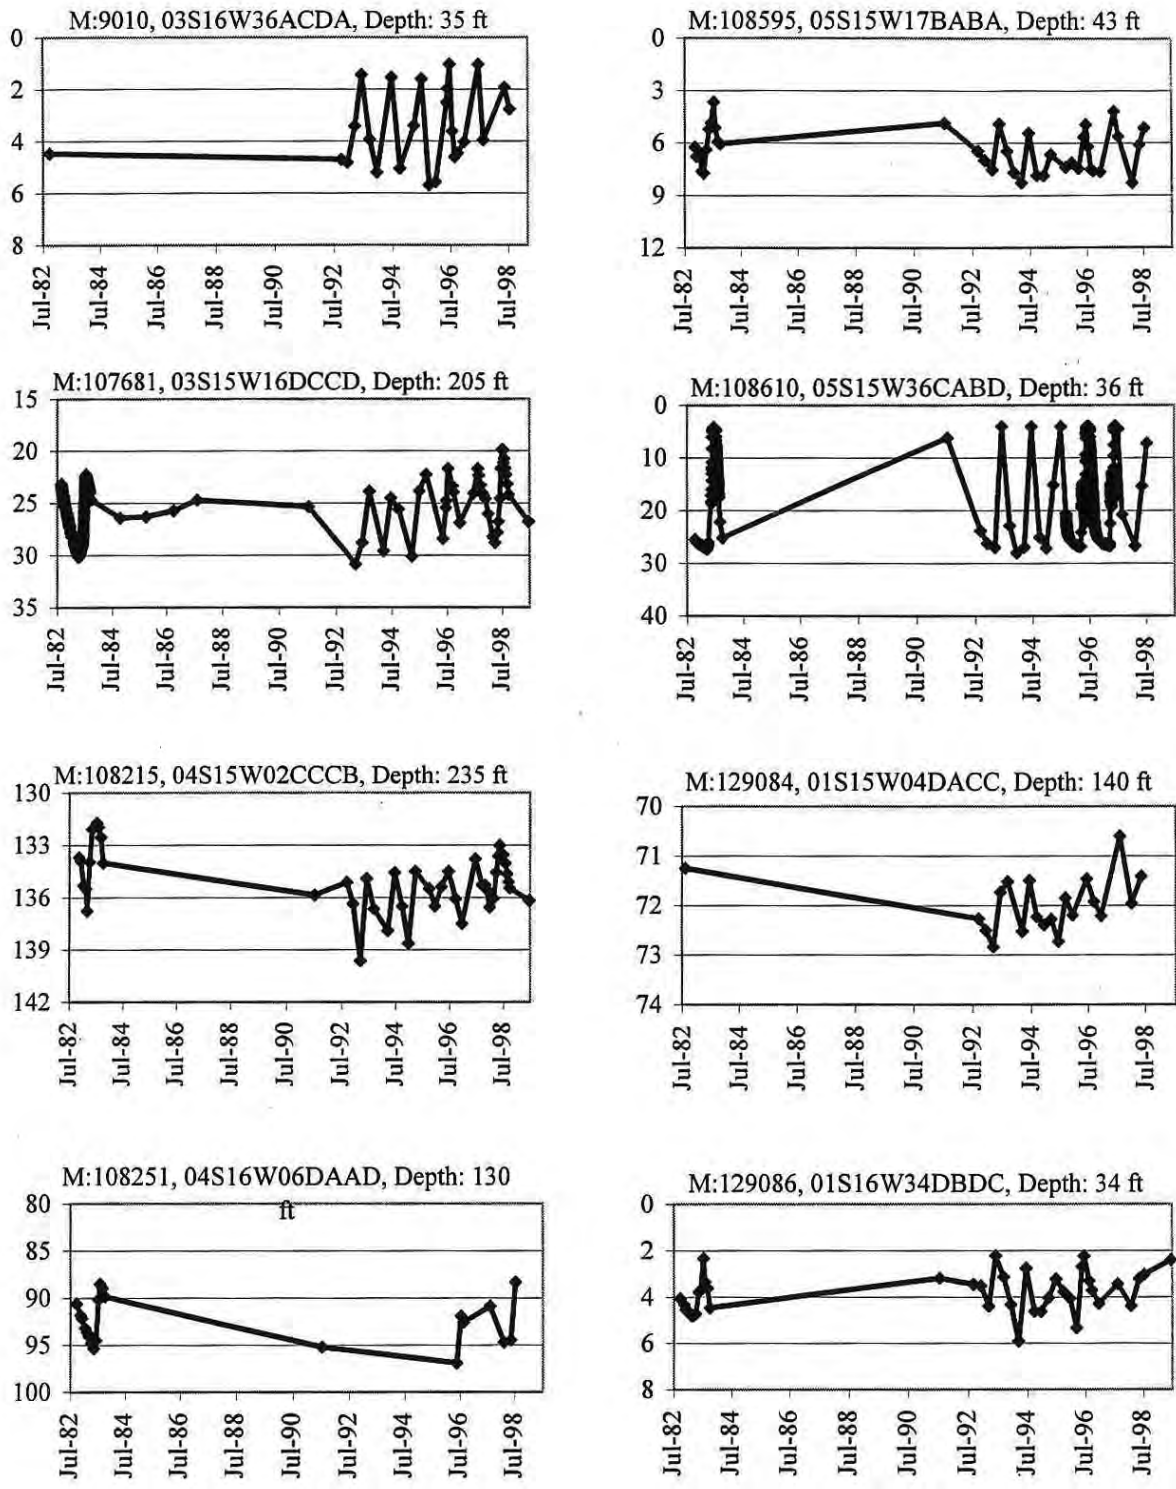 M:9010, 03S16W36ACDA, Depth: 35 ft
0
2
4
6
8
Jul-82
Jul-84
Jul-86
Jul-88
Jul-90
Jul-92
Jul-94
Jul-96
Jul-98
M:108595, 05S15W17BABA, Depth: 43 ft
0
3
6
9
12
Jul-82
Jul-84
Jul-86
Jul-88
Jul-90
Jul-92
Jul-94
Jul-96
Jul-98
M:107681, 03S15W16DCCD, Depth: 205 ft
15
20
25
30
35
Jul-82
Jul-84
Jul-86
Jul-88
Jul-90
Jul-92
Jul-94
Jul-96
Jul-98
M:108610, 05S15W36CABD, Depth: 36 ft
0
10
20
30
40
Jul-82
Jul-84
Jul-86
Jul-88
Jul-90
Jul-92
Jul-94
Jul-96
Jul-98
M:108215, 04S15W02CCCB, Depth: 235 ft
130
133
136
139
142
Jul-82
Jul-84
Jul-86
Jul-88
Jul-90
Jul-92
Jul-94
Jul-96
Jul-98
M:129084, 01S15W04DACC, Depth: 140 ft
70
71
72
73
74
Jul-82
Jul-84
Jul-86
Jul-88
Jul-90
Jul-92
Jul-94
Jul-96
Jul-98
M:108251, 04S16W06DAAD, Depth: 130
ft
80
85
90
95
100
Jul-82
Jul-84
Jul-86
Jul-88
Jul-90
Jul-92
Jul-94
Jul-96
Jul-98
M:129086, 01S16W34DBDC, Depth: 34 ft
0
2
4
6
8
Jul-82
Jul-84
Jul-86
Jul-88
Jul-90
Jul-92
Jul-94
Jul-96
Jul-98